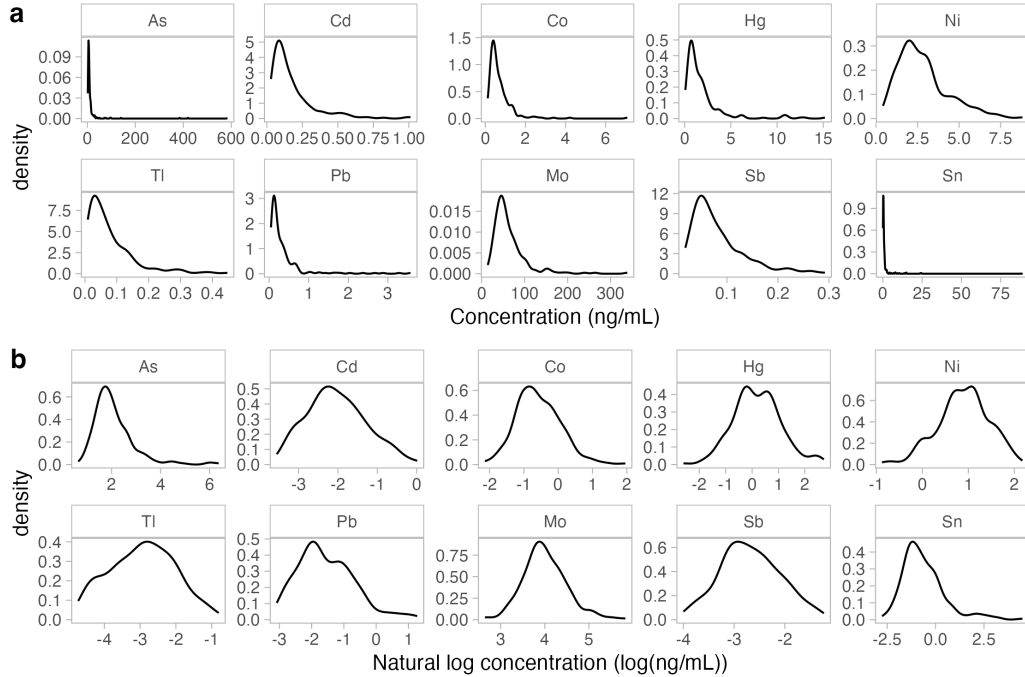 a
As Cd Co Hg Ni
0.09 0.06 0.03 0.00
5 4 3 2 1 0
1.5 1.0 0.5 0.0
0.5 0.4 0.3 0.2 0.1 0.0
0.3 0.2 0.1 0.0
0 200 400 600
0.00 0.25 0.50 0.75 1.00
0 2 4 6
0 5 10 15
0.0 2.5 5.0 7.5
density
Tl Pb Mo Sb Sn
7.5 5.0 2.5 0.0
3 2 1 0
0.015 0.010 0.005 0.000
12 9 6 3 0
0.9 0.6 0.3 0.0
0.0 0.1 0.2 0.3 0.4
0 1 2 3
0 100 200 300
0.1 0.2 0.3
0 25 50 75
Concentration (ng/mL)
b
As Cd Co Hg Ni
0.6 0.4 0.2 0.0
0.5 0.4 0.3 0.2 0.1 0.0
0.6 0.4 0.2 0.0
0.4 0.3 0.2 0.1 0.0
0.6 0.4 0.2 0.0
2 4 6
-3 -2 -1 0
-2 -1 0 1 2
-2 -1 0 1 2
-1 0 1 2
density
Tl Pb Mo Sb Sn
0.4 0.3 0.2 0.1 0.0
0.5 0.4 0.3 0.2 0.1 0.0
0.75 0.50 0.25 0.00
0.6 0.4 0.2 0.0
0.4 0.3 0.2 0.1 0.0
-4 -3 -2 -1
-3 -2 -1 0 1
3 4 5
-4 -3 -2
-2.5 0.0 2.5
Natural log concentration (log(ng/mL))